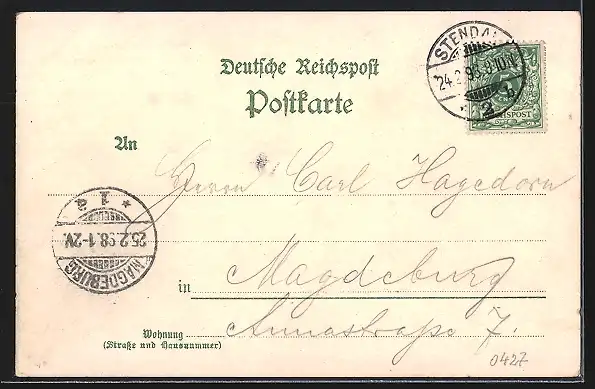 Deutsche Reichspost
Postkarte
STENDAL
24.2.98.8-10N.
* 2 b
REICHSPOST
An
Herrn Carl Hagedorn
* 1 a
25.2.98.1-2N.
MAGDEBURG
in Magdeburg
Wohnung Annastraße 7.
(Straße und Hausnummer)
0427